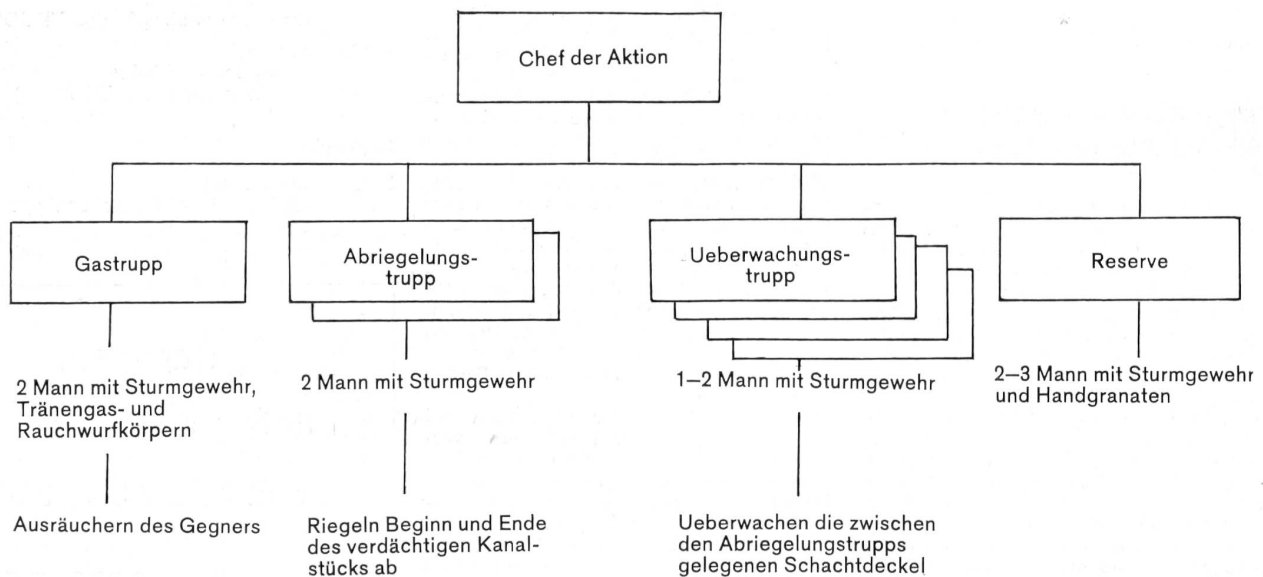 Chef der Aktion
Gastrupp
Abriegelungs-
trupp
Ueberwachungs-
trupp
Reserve
2 Mann mit Sturmgewehr,
Tränengas- und
Rauchwurfkörpern
2 Mann mit Sturmgewehr
1–2 Mann mit Sturmgewehr
2–3 Mann mit Sturmgewehr
und Handgranaten
Ausräuchern des Gegners
Riegeln Beginn und Ende
des verdächtigen Kanal-
stücks ab
Ueberwachen die zwischen
den Abriegelungstrupps
gelegenen Schachtdeckel